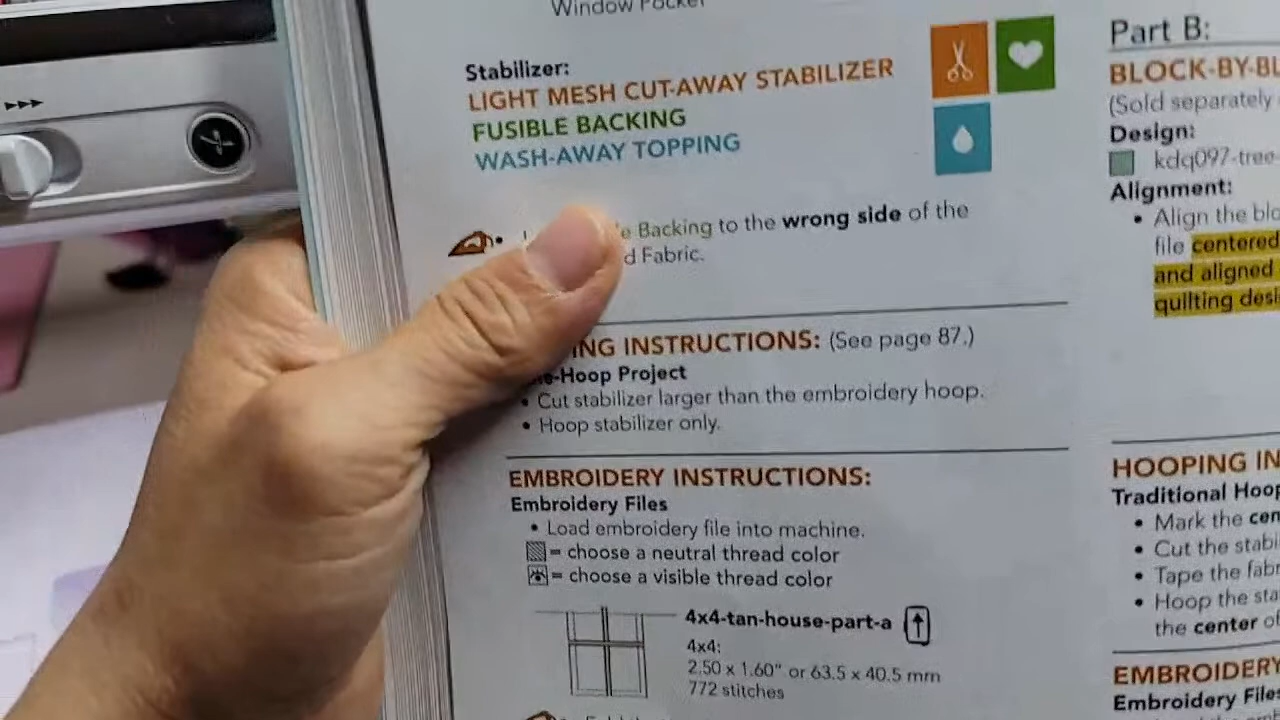 Window Pocket
Stabilizer:
LIGHT MESH CUT-AWAY STABILIZER
FUSIBLE BACKING
WASH-AWAY TOPPING
Backing to the wrong side of the
Fabric.
INSTRUCTIONS: (See page 87.)
-Hoop Project
• Cut stabilizer larger than the embroidery hoop.
• Hoop stabilizer only.
EMBROIDERY INSTRUCTIONS:
Embroidery Files
• Load embroidery file into machine.
= choose a neutral thread color
= choose a visible thread color
4x4-tan-house-part-a
4x4:
2.50 x 1.60" or 63.5 x 40.5 mm
772 stitches
Part B:
BLOCK-BY-BL
(Sold separately
Design:
kdq097-tree-
Alignment:
• Align the blo
file centered
and aligned
quilting desi
HOOPING IN
Traditional Hoop
• Mark the cen
• Cut the stabi
• Tape the fabr
• Hoop the sta
the center of
EMBROIDERY
Embroidery Files